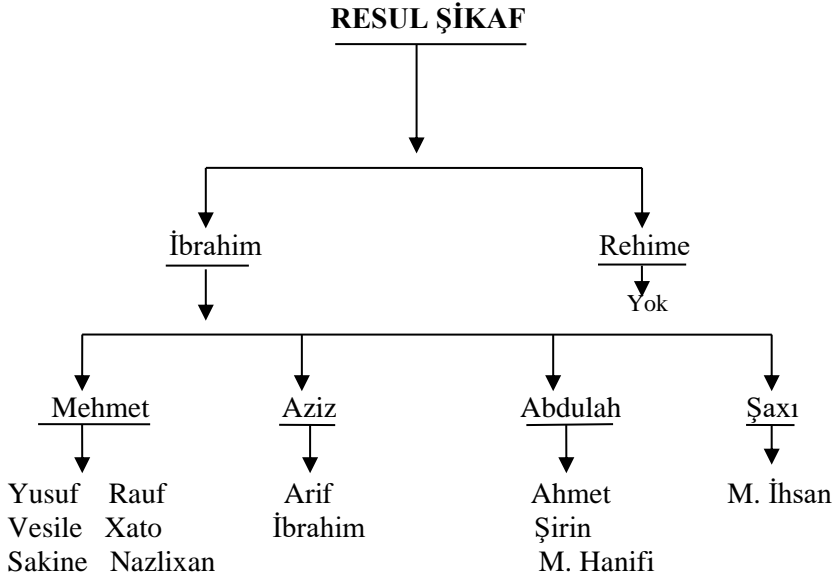 RESUL ŞİKAF
İbrahim Rehime
Yok
Mehmet Aziz Abdulah Şaxı
Yusuf Rauf Arif Ahmet M. İhsan
Vesile Xato İbrahim Şirin
Sakine Nazlixan M. Hanifi